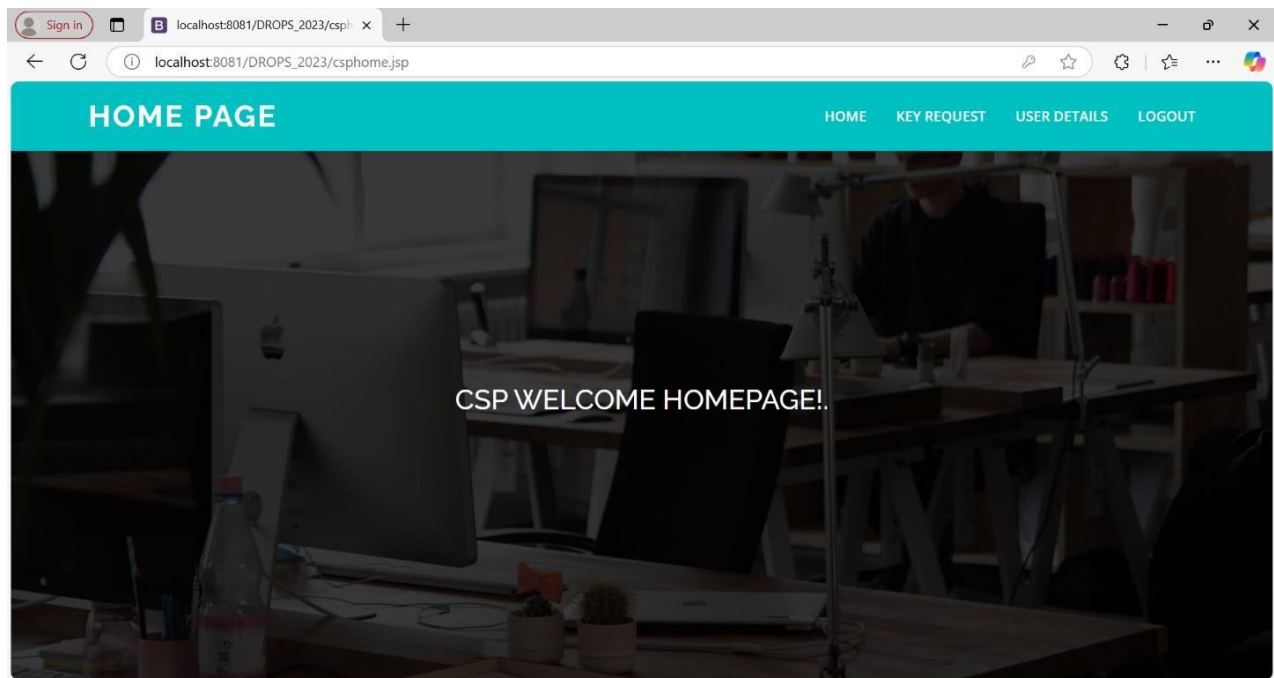 Sign in
B localhost:8081/DROPS_2023/csph
localhost:8081/DROPS_2023/csphome.jsp
HOME PAGE
HOME KEY REQUEST USER DETAILS LOGOUT
CSP WELCOME HOMEPAGE!.